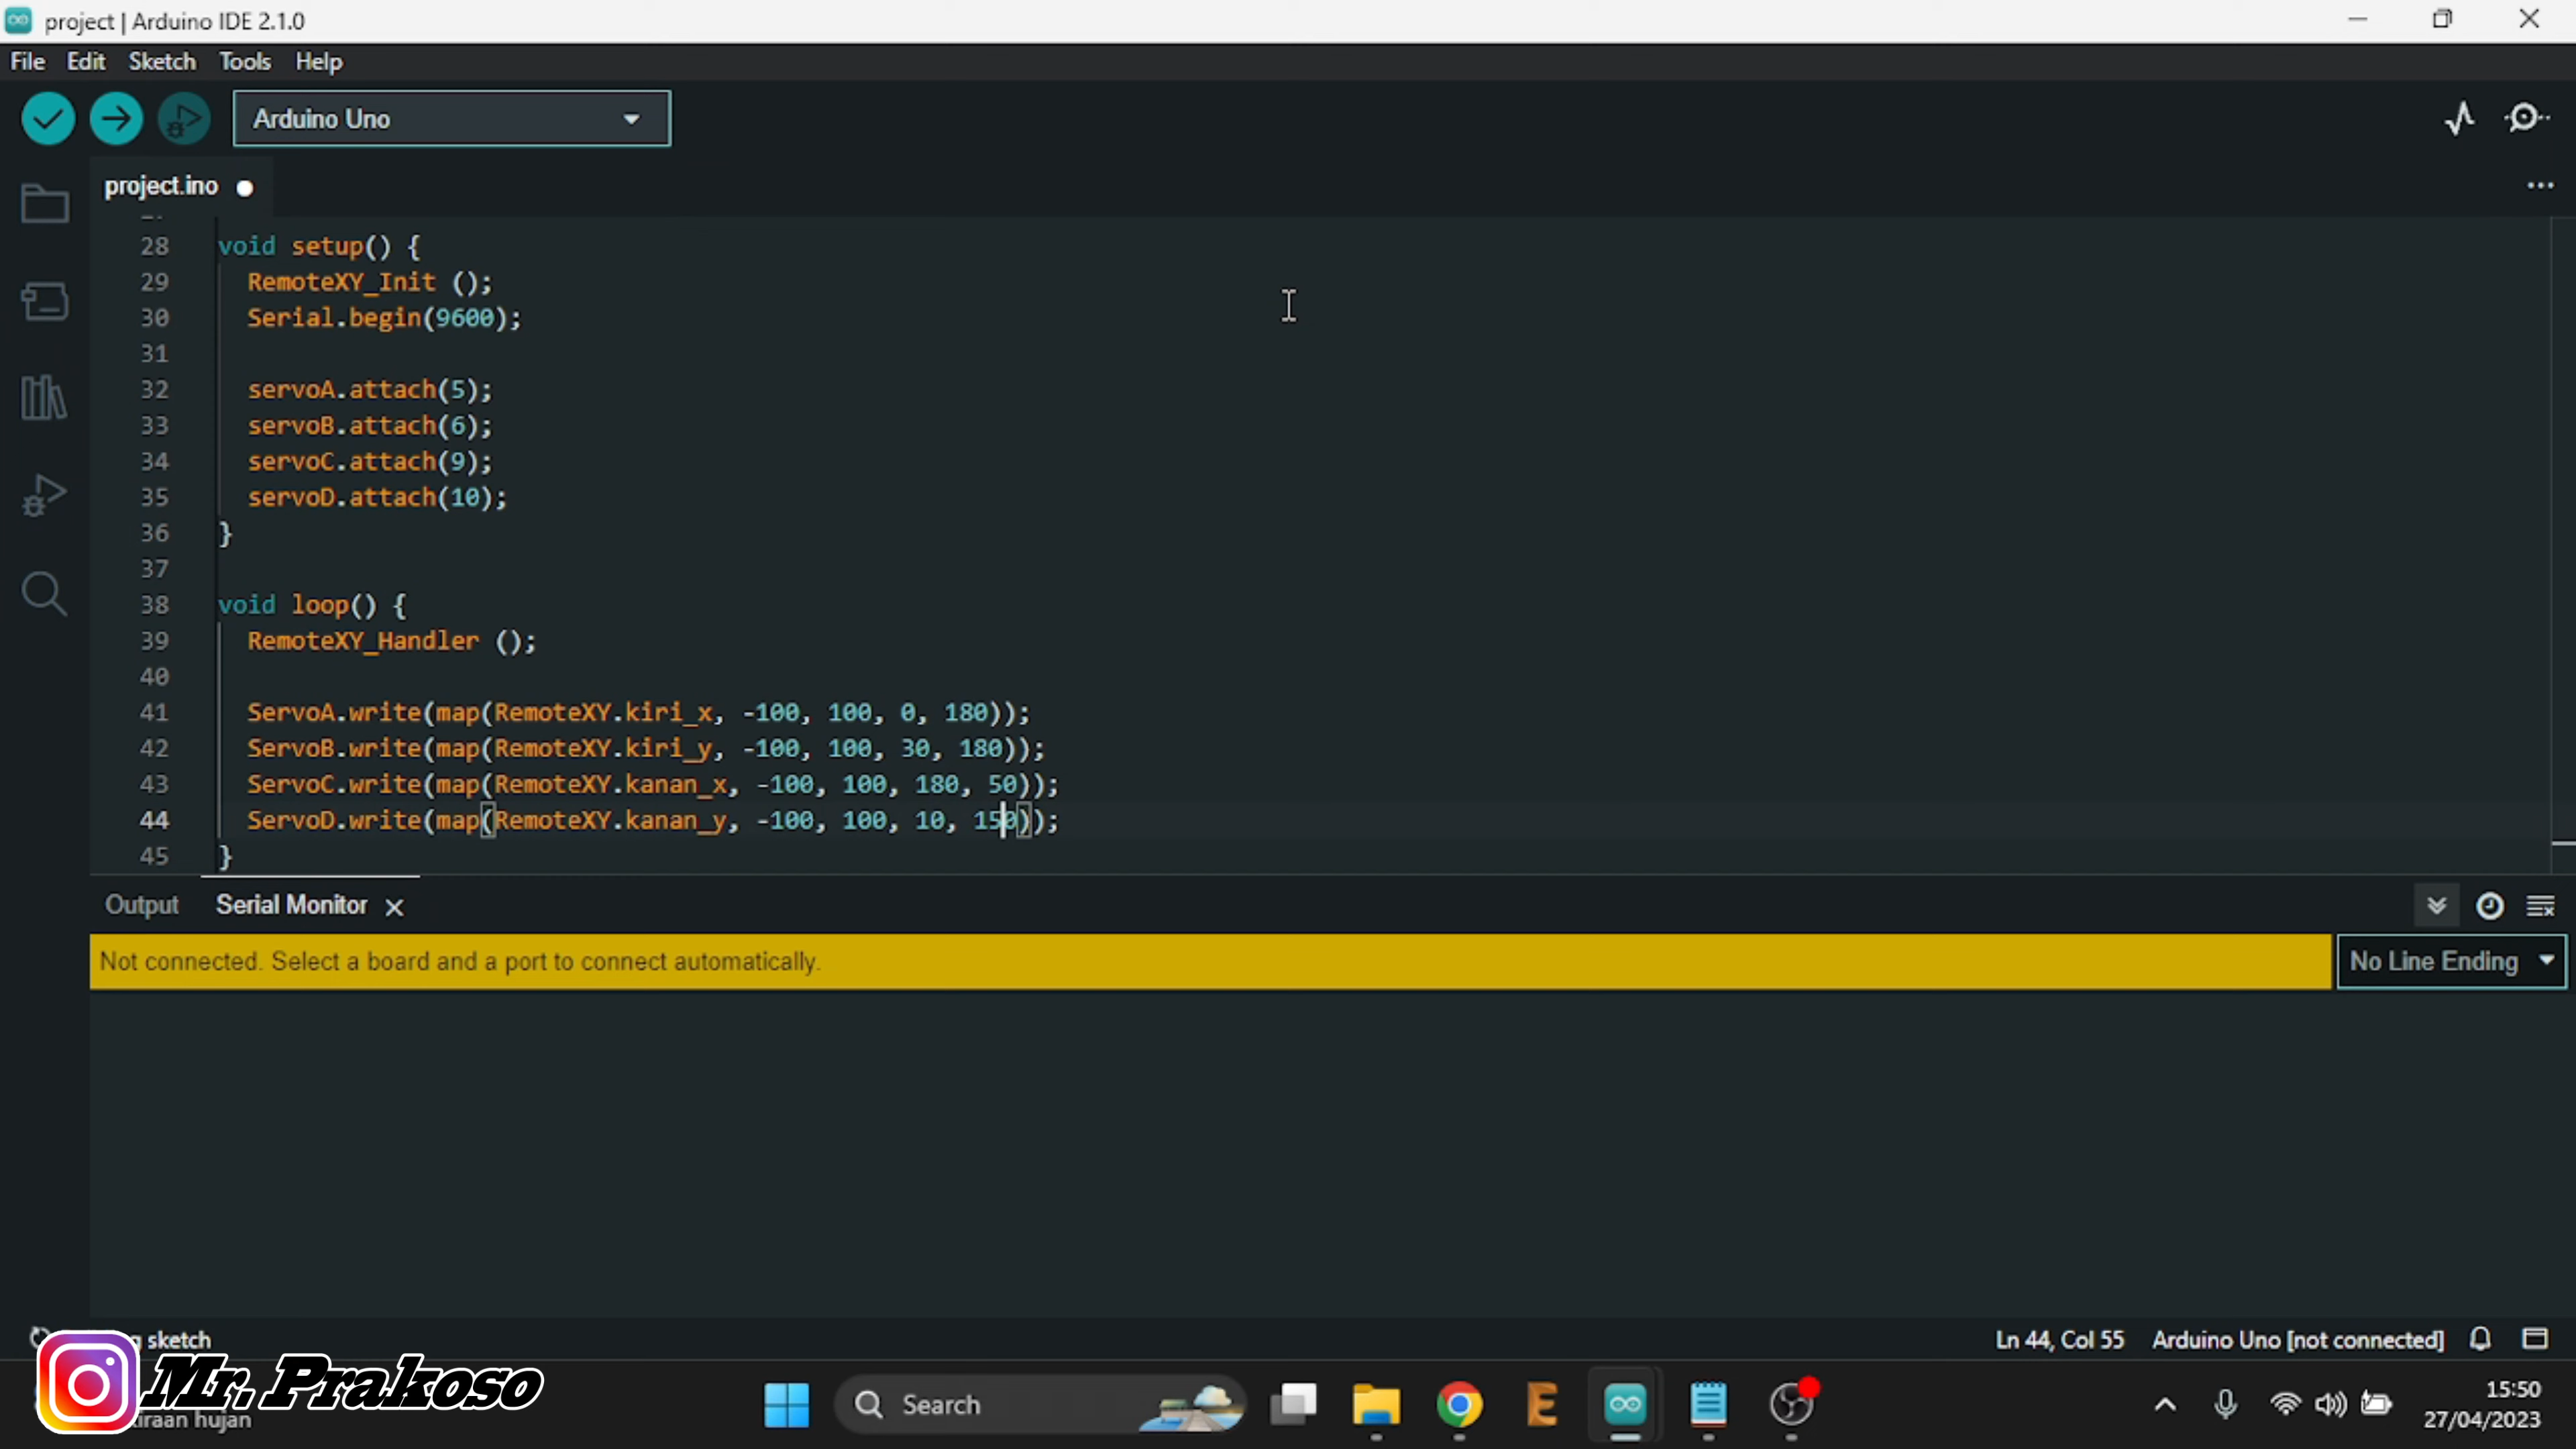 project | Arduino IDE 2.1.0
File Edit Sketch Tools Help
Arduino Uno
project.ino
28 void setup() {
29 RemoteXY_Init ();
30 Serial.begin(9600);
31
32 servoA.attach(5);
33 servoB.attach(6);
34 servoC.attach(9);
35 servoD.attach(10);
36 }
37
38 void loop() {
39 RemoteXY_Handler ();
40
41 ServoA.write(map(RemoteXY.kiri_x, -100, 100, 0, 180));
42 ServoB.write(map(RemoteXY.kiri_y, -100, 100, 30, 180));
43 ServoC.write(map(RemoteXY.kanan_x, -100, 100, 180, 50));
44 ServoD.write(map(RemoteXY.kanan_y, -100, 100, 10, 150));
45 }
Output Serial Monitor
Not connected. Select a board and a port to connect automatically.
No Line Ending
sketch
Ln 44, Col 55 Arduino Uno [not connected]
Mr. Prakoso
hujan
Search
15:50
27/04/2023